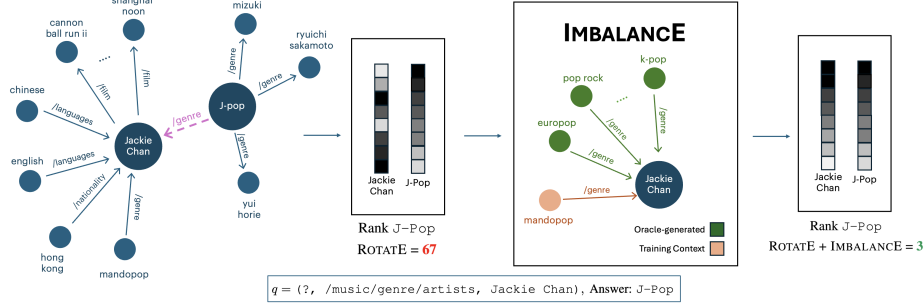 shanghai
noon
cannon
ball run ii
....
mizuki
ryuichi
sakamoto
/genre
/genre
/film
/film
chinese
/languages
J-pop
/genre
Jackie
Chan
english
/languages
/nationality
/genre
/genre
hong
kong
mandopop
yui
horie
Jackie
Chan
J-Pop
Rank J-Pop
ROTATE = 67
IMBALANCE
k-pop
pop rock
....
europop
/genre
/genre
/genre
/genre
Jackie
Chan
mandopop
Oracle-generated
Training Context
Jackie
Chan
J-Pop
Rank J-Pop
ROTATE + IMBALANCE = 3
q = (?, /music/genre/artists, Jackie Chan), Answer: J-Pop